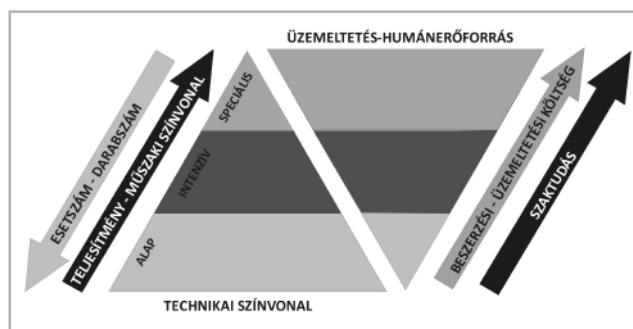 ÜZEMELTETÉS-HUMÁNERŐFORRÁS
ESETSZÁM - DARABSZÁM
TELJESÍTMÉNY - MŰSZAKI SZÍNVONAL
SPECIÁLIS
INTENZÍV
ALAP
BESZERZÉSI - ÜZEMELTETÉSi KÖLTSÉG
SZAKTUDÁS
TECHNIKAI SZÍNVONAL